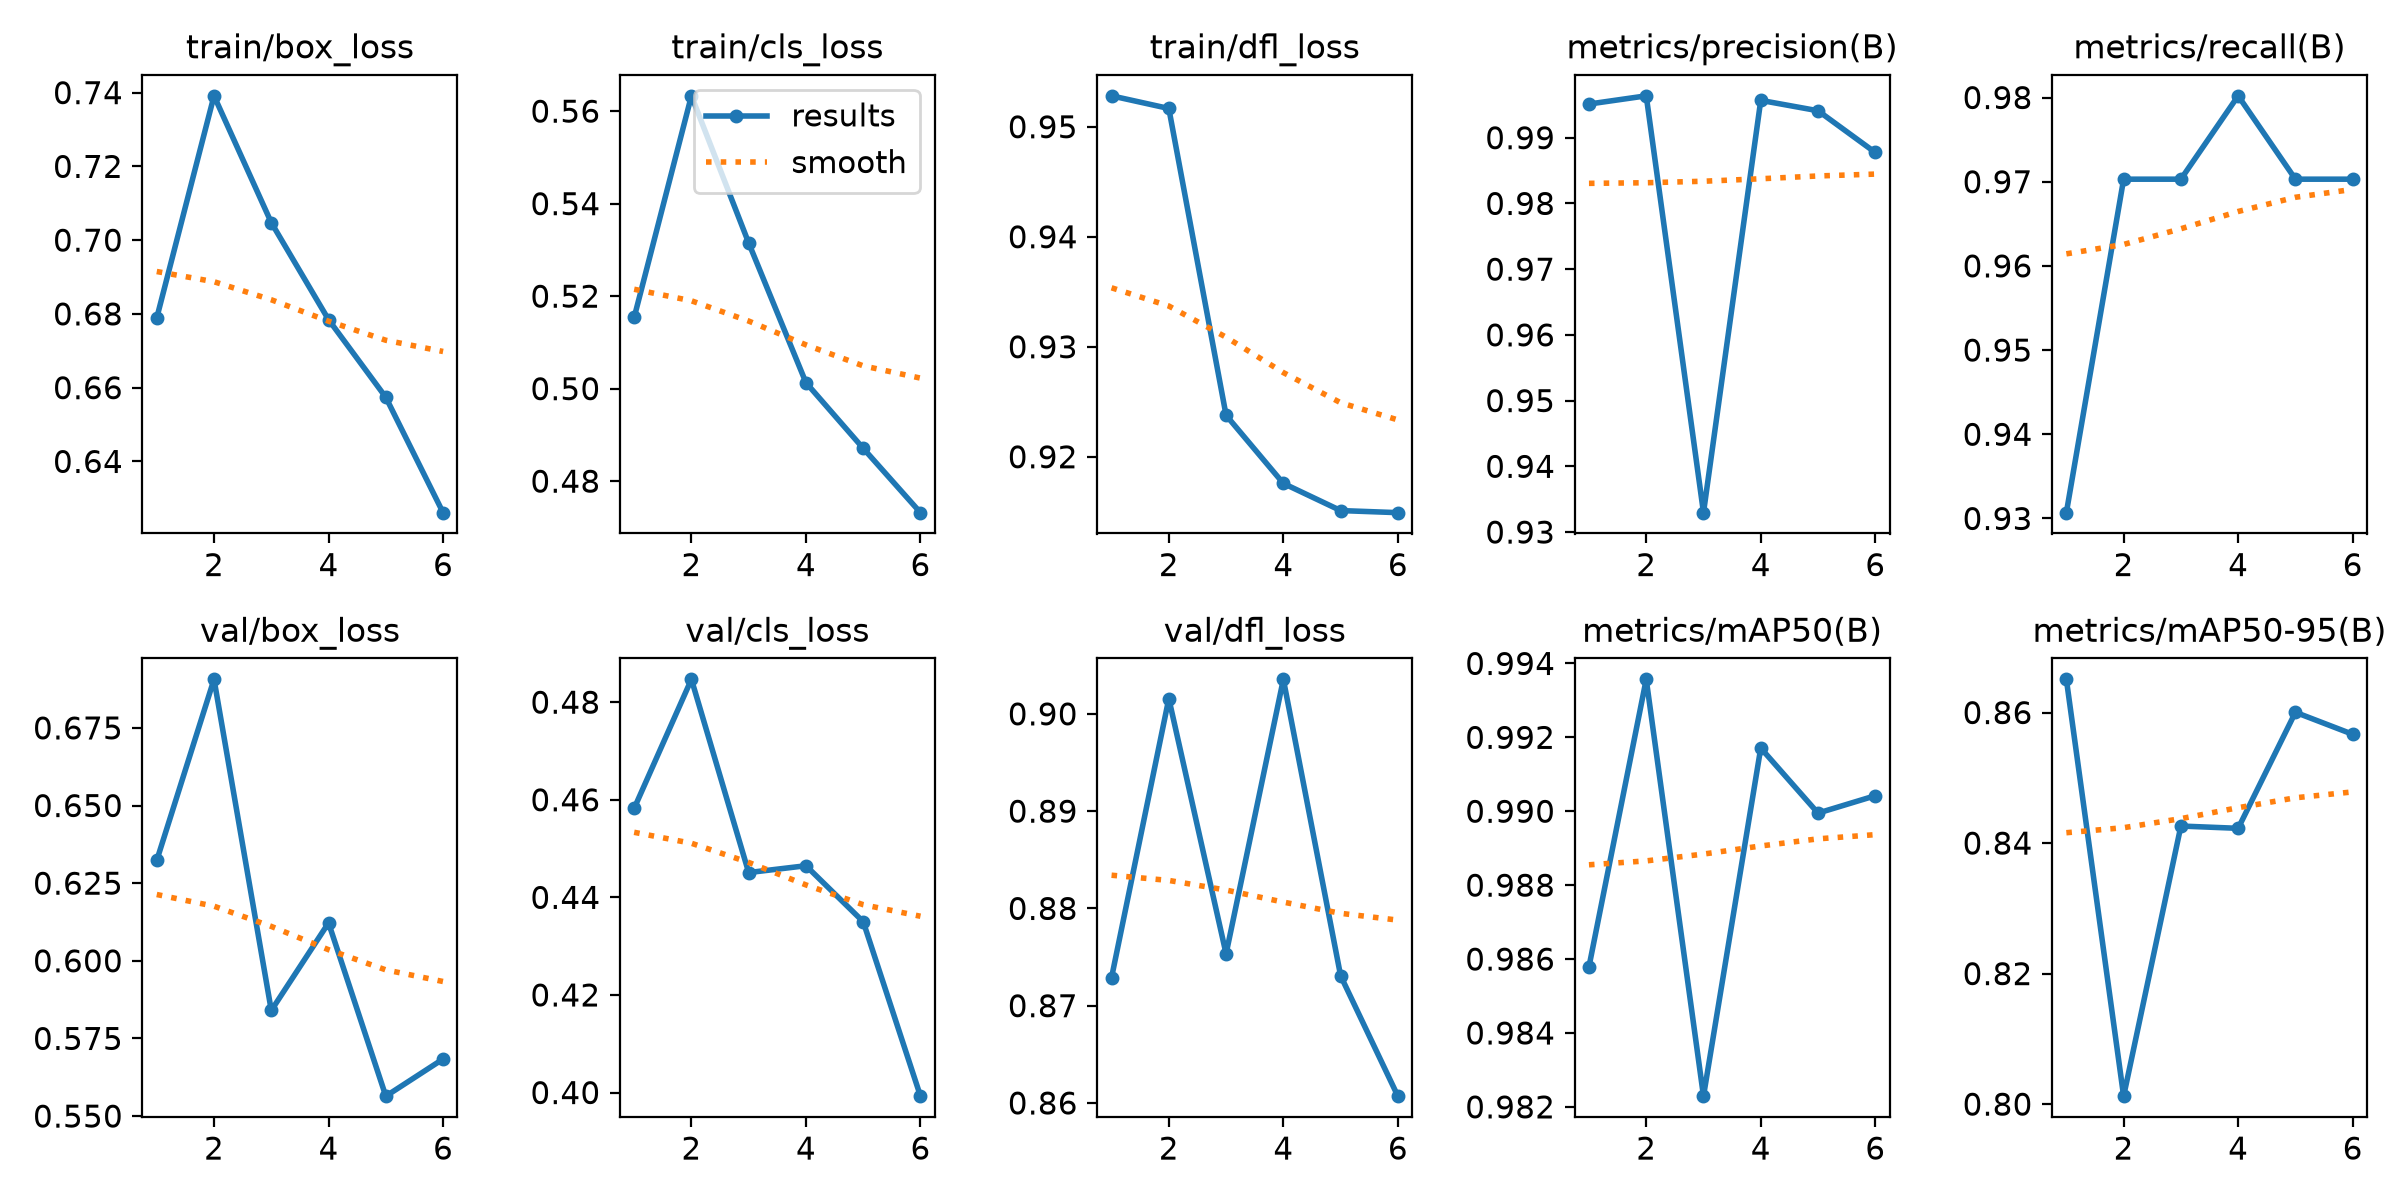 train/box_loss
0.74
0.72
0.70
0.68
0.66
0.64
2 4 6
train/cls_loss
results
smooth
0.56
0.54
0.52
0.50
0.48
2 4 6
train/dfl_loss
0.95
0.94
0.93
0.92
2 4 6
metrics/precision(B)
0.99
0.98
0.97
0.96
0.95
0.94
0.93
2 4 6
metrics/recall(B)
0.98
0.97
0.96
0.95
0.94
0.93
2 4 6
val/box_loss
0.675
0.650
0.625
0.600
0.575
0.550
2 4 6
val/cls_loss
0.48
0.46
0.44
0.42
0.40
2 4 6
val/dfl_loss
0.90
0.89
0.88
0.87
0.86
2 4 6
metrics/mAP50(B)
0.994
0.992
0.990
0.988
0.986
0.984
0.982
2 4 6
metrics/mAP50-95(B)
0.86
0.84
0.82
0.80
2 4 6